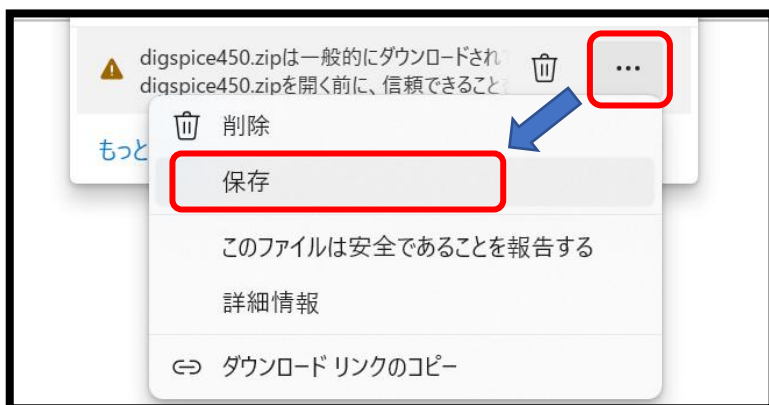 digspice450.zipは一般的にダウンロードされ
digspice450.zipを開く前に、信頼できること
もっと
削除
保存
このファイルは安全であることを報告する
詳細情報
ダウンロード リンクのコピー